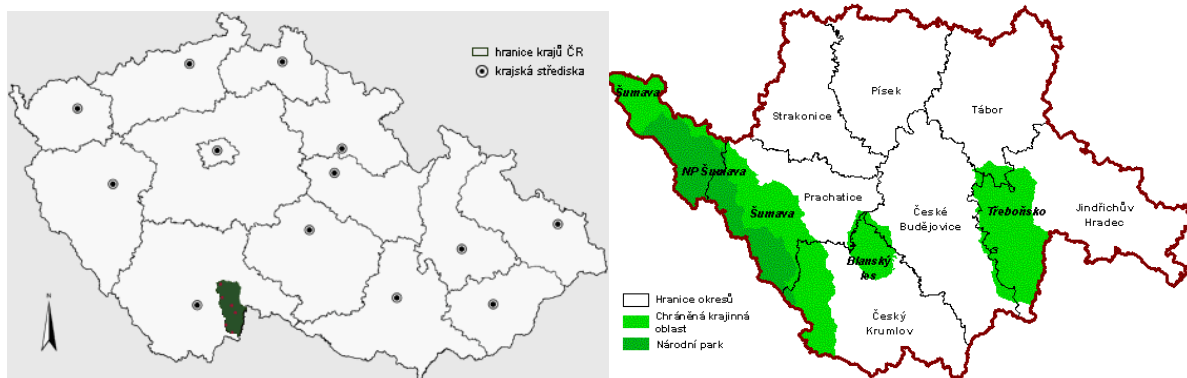 hranice krajů ČR
krajská střediska
N
Šumava
Písek
Strakonice
Tábor
NP Šumava
Prachatice
Šumava
České
Budějovice
Třeboňsko
Jindřichův
Hradec
Blanský
les
Hranice okresů
Chráněná krajinná
oblast
Národní park
Český
Krumlov